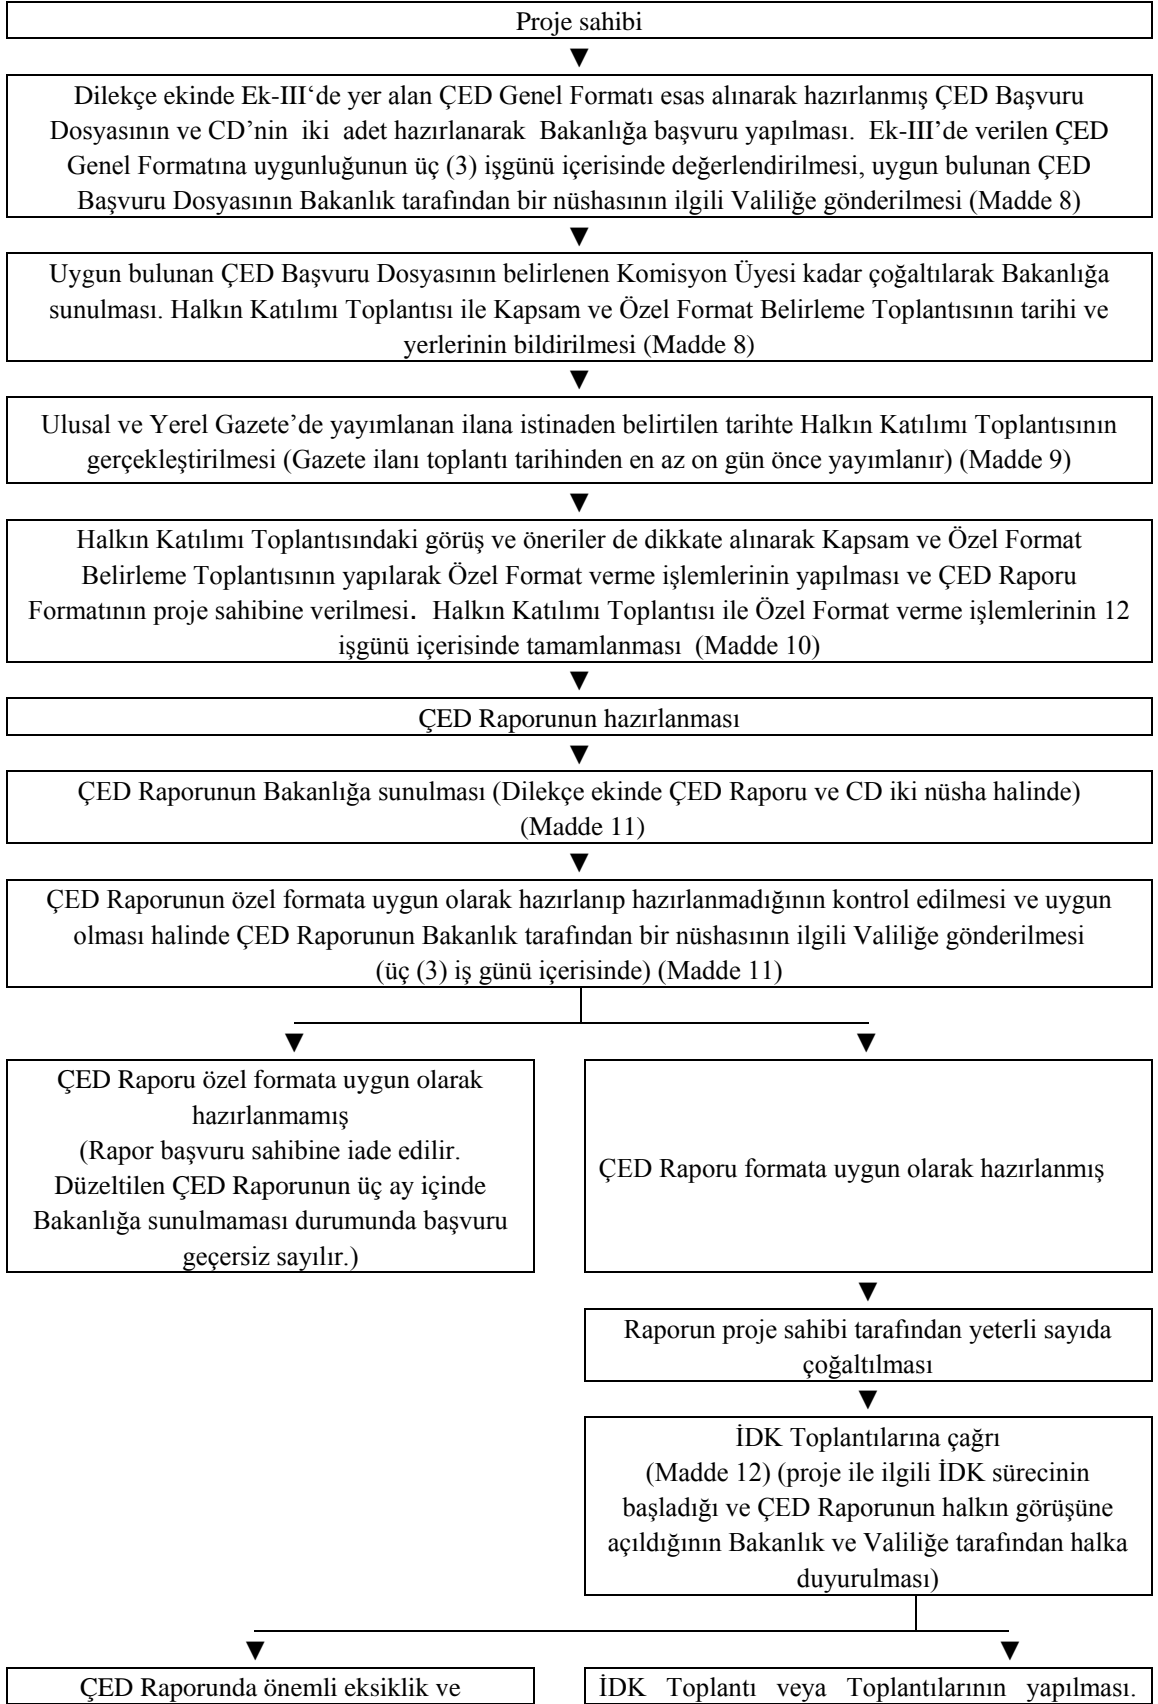 Proje sahibi
▼
Dilekçe ekinde Ek-III‘de yer alan ÇED Genel Formatı esas alınarak hazırlanmış ÇED Başvuru
Dosyasının ve CD’nin iki adet hazırlanarak Bakanlığa başvuru yapılması. Ek-III’de verilen ÇED
Genel Formatına uygunluğunun üç (3) işgünü içerisinde değerlendirilmesi, uygun bulunan ÇED
Başvuru Dosyasının Bakanlık tarafından bir nüshasının ilgili Valiliğe gönderilmesi (Madde 8)
▼
Uygun bulunan ÇED Başvuru Dosyasının belirlenen Komisyon Üyesi kadar çoğaltılarak Bakanlığa
sunulması. Halkın Katılımı Toplantısı ile Kapsam ve Özel Format Belirleme Toplantısının tarihi ve
yerlerinin bildirilmesi (Madde 8)
▼
Ulusal ve Yerel Gazete’de yayımlanan ilana istinaden belirtilen tarihte Halkın Katılımı Toplantısının
gerçekleştirilmesi (Gazete ilanı toplantı tarihinden en az on gün önce yayımlanır) (Madde 9)
▼
Halkın Katılımı Toplantısındaki görüş ve öneriler de dikkate alınarak Kapsam ve Özel Format
Belirleme Toplantısının yapılarak Özel Format verme işlemlerinin yapılması ve ÇED Raporu
Formatının proje sahibine verilmesi. Halkın Katılımı Toplantısı ile Özel Format verme işlemlerinin 12
işgünü içerisinde tamamlanması (Madde 10)
▼
ÇED Raporunun hazırlanması
▼
ÇED Raporunun Bakanlığa sunulması (Dilekçe ekinde ÇED Raporu ve CD iki nüsha halinde)
(Madde 11)
▼
ÇED Raporunun özel formata uygun olarak hazırlanıp hazırlanmadığının kontrol edilmesi ve uygun
olması halinde ÇED Raporunun Bakanlık tarafından bir nüshasının ilgili Valiliğe gönderilmesi
(üç (3) iş günü içerisinde) (Madde 11)
▼ ▼
ÇED Raporu özel formata uygun olarak
hazırlanmamış
(Rapor başvuru sahibine iade edilir.
Düzeltilen ÇED Raporunun üç ay içinde
Bakanlığa sunulmaması durumunda başvuru
geçersiz sayılır.)
ÇED Raporu formata uygun olarak hazırlanmış
▼
Raporun proje sahibi tarafından yeterli sayıda
çoğaltılması
▼
İDK Toplantılarına çağrı
(Madde 12) (proje ile ilgili İDK sürecinin
başladığı ve ÇED Raporunun halkın görüşüne
açıldığının Bakanlık ve Valiliğe tarafından halka
duyurulması)
▼ ▼
ÇED Raporunda önemli eksiklik ve
İDK Toplantı veya Toplantılarının yapılması.